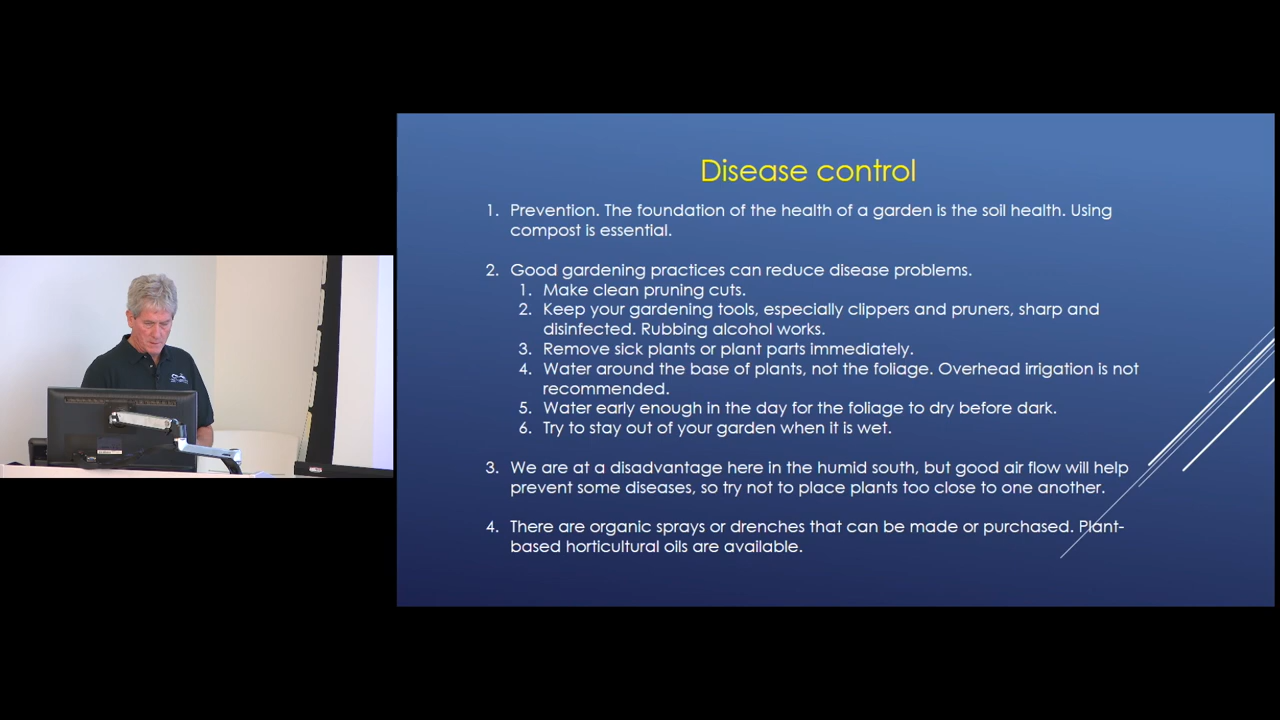 Disease control
1. Prevention. The foundation of the health of a garden is the soil health. Using
compost is essential.
2. Good gardening practices can reduce disease problems.
1. Make clean pruning cuts.
2. Keep your gardening tools, especially clippers and pruners, sharp and
disinfected. Rubbing alcohol works.
3. Remove sick plants or plant parts immediately.
4. Water around the base of plants, not the foliage. Overhead irrigation is not
recommended.
5. Water early enough in the day for the foliage to dry before dark.
6. Try to stay out of your garden when it is wet.
3. We are at a disadvantage here in the humid south, but good air flow will help
prevent some diseases, so try not to place plants too close to one another.
4. There are organic sprays or drenches that can be made or purchased. Plant-
based horticultural oils are available.